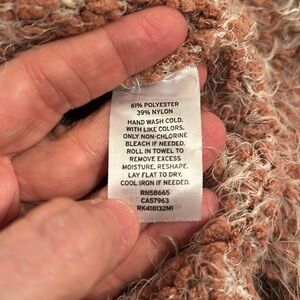 61% POLYESTER
39% NYLON
HAND WASH COLD.
WITH LIKE COLORS.
ONLY NON-CHLORINE
BLEACH IF NEEDED.
ROLL IN TOWEL TO
REMOVE EXCESS
MOISTURE, RESHAPE.
LAY FLAT TO DRY.
COOL IRON IF NEEDED.
RN58665
CA57963
RK418132MI